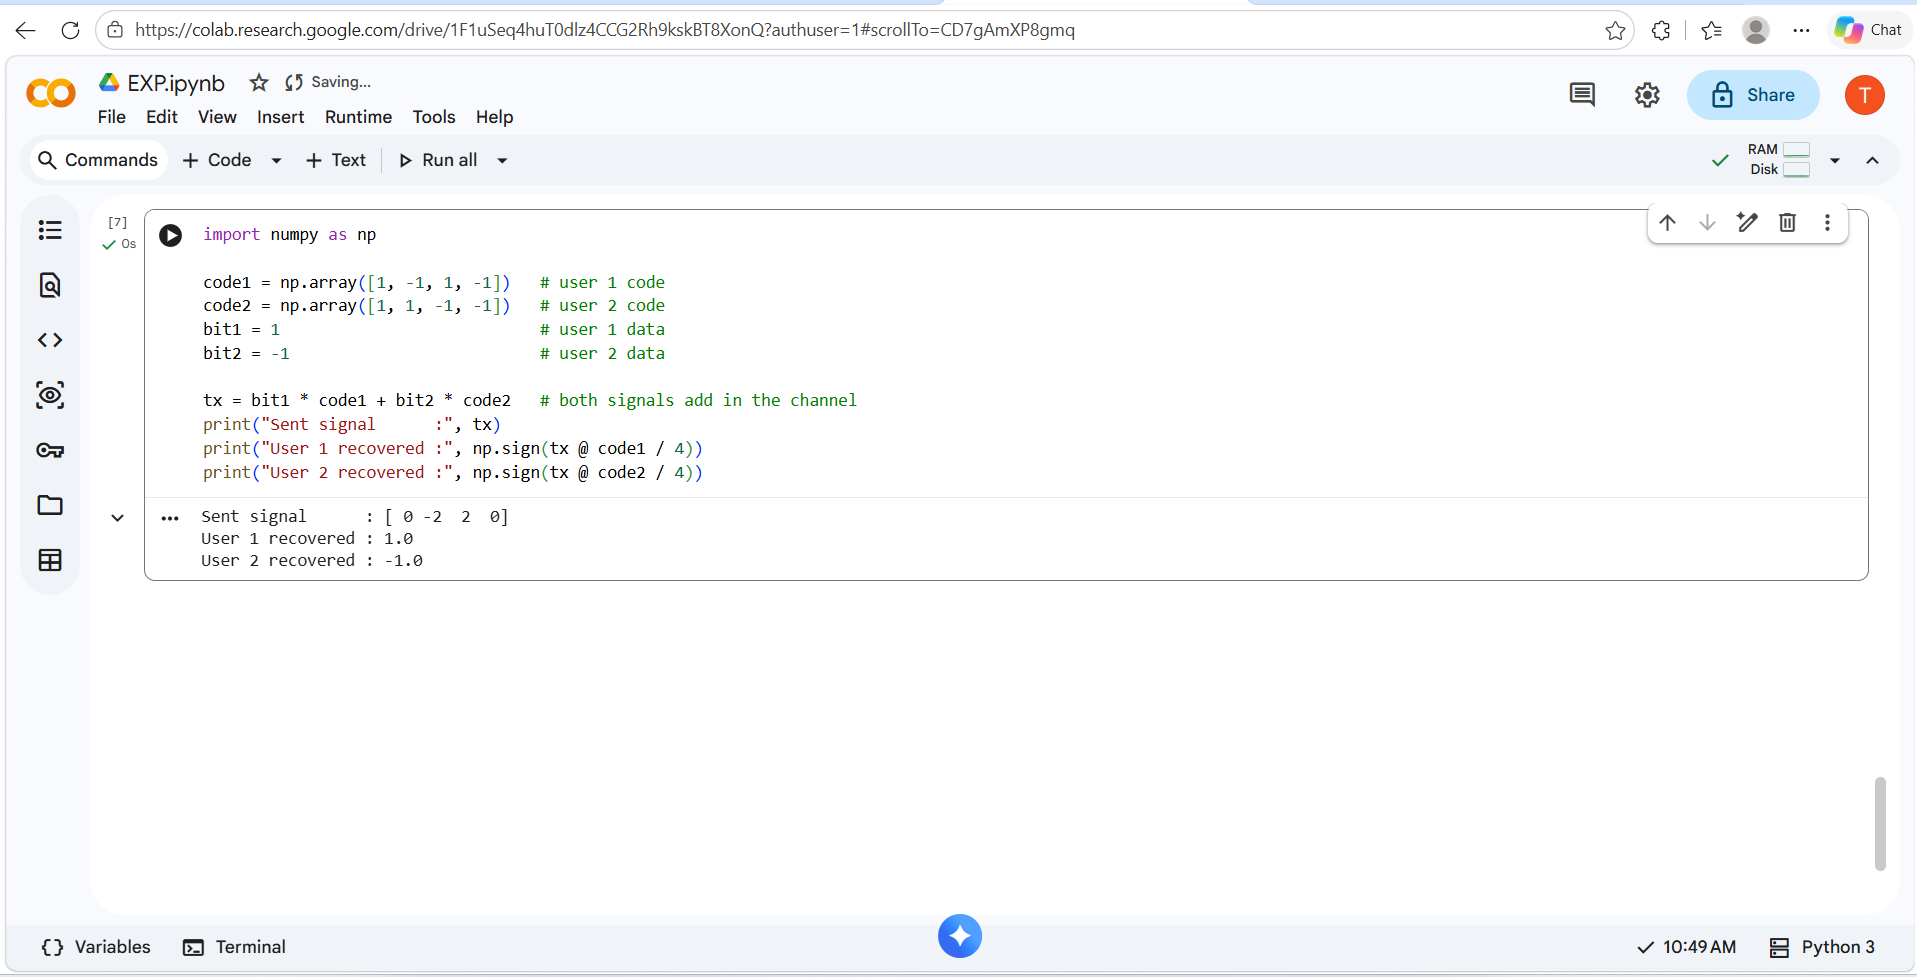 https://colab.research.google.com/drive/1F1uSeq4huT0dlz4CCG2Rh9kskBT8XonQ?authuser=1#scrollTo=CD7gAmXP8gmq
Chat
EXP.ipynb Saving...
File Edit View Insert Runtime Tools Help
Share
T
Commands + Code + Text Run all
RAM
Disk
[7]
0s
import numpy as np
code1 = np.array([1, -1, 1, -1])   # user 1 code
code2 = np.array([1, 1, -1, -1])   # user 2 code
bit1 = 1                           # user 1 data
bit2 = -1                          # user 2 data
tx = bit1 * code1 + bit2 * code2   # both signals add in the channel
print("Sent signal      :", tx)
print("User 1 recovered :", np.sign(tx @ code1 / 4))
print("User 2 recovered :", np.sign(tx @ code2 / 4))
Sent signal      : [ 0 -2  2  0]
User 1 recovered : 1.0
User 2 recovered : -1.0
Variables Terminal
10:49 AM Python 3